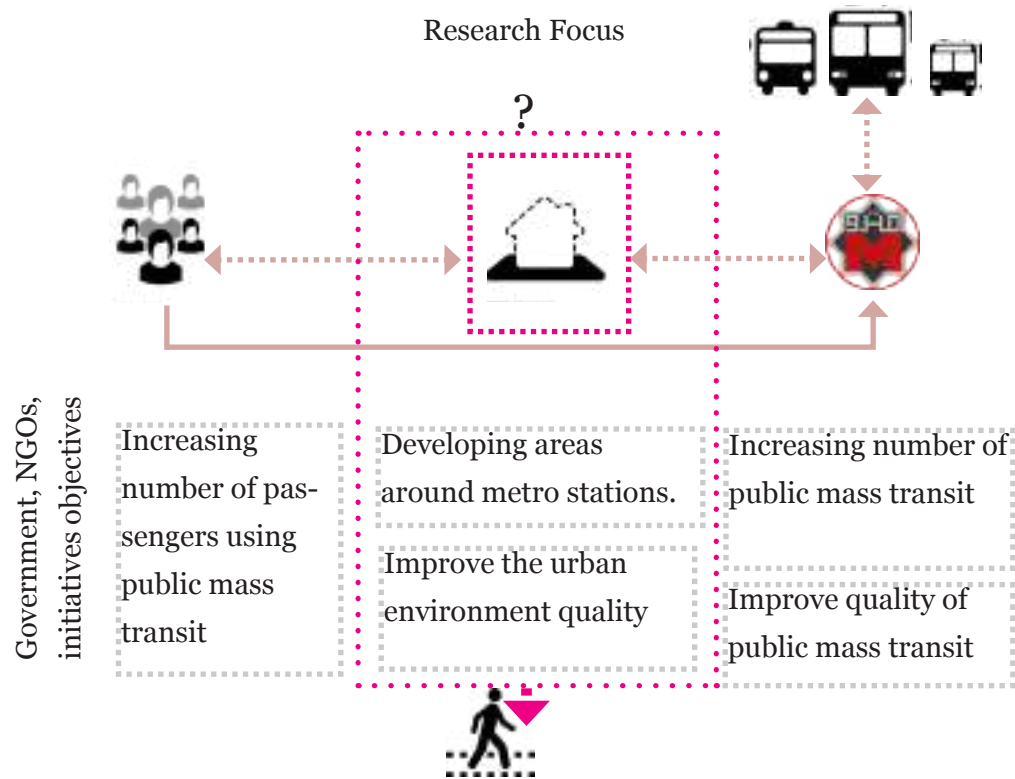 Research Focus
?
M
Government, NGOs,
initiatives objectives
Increasing
number of pas-
sengers using
public mass
transit
Developing areas
around metro stations.
Improve the urban
environment quality
Increasing number of
public mass transit
Improve quality of
public mass transit